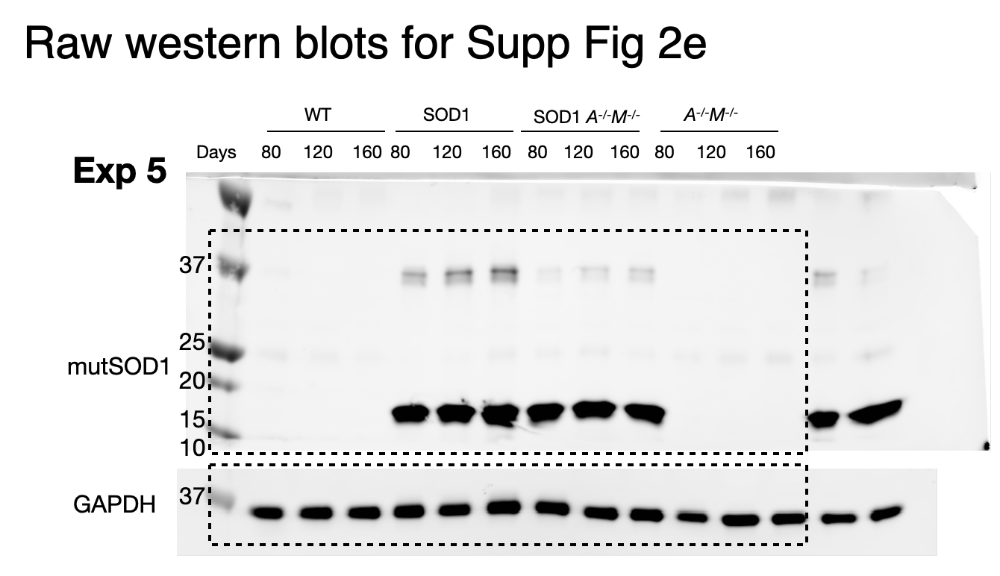 Raw western blots for Supp Fig 2e
WT SOD1 SOD1 A-/-M-/- A-/-M-/-
Days 80 120 160 80 120 160 80 120 160 80 120 160
Exp 5
37
25
mutSOD1
20
15
10
37
GAPDH